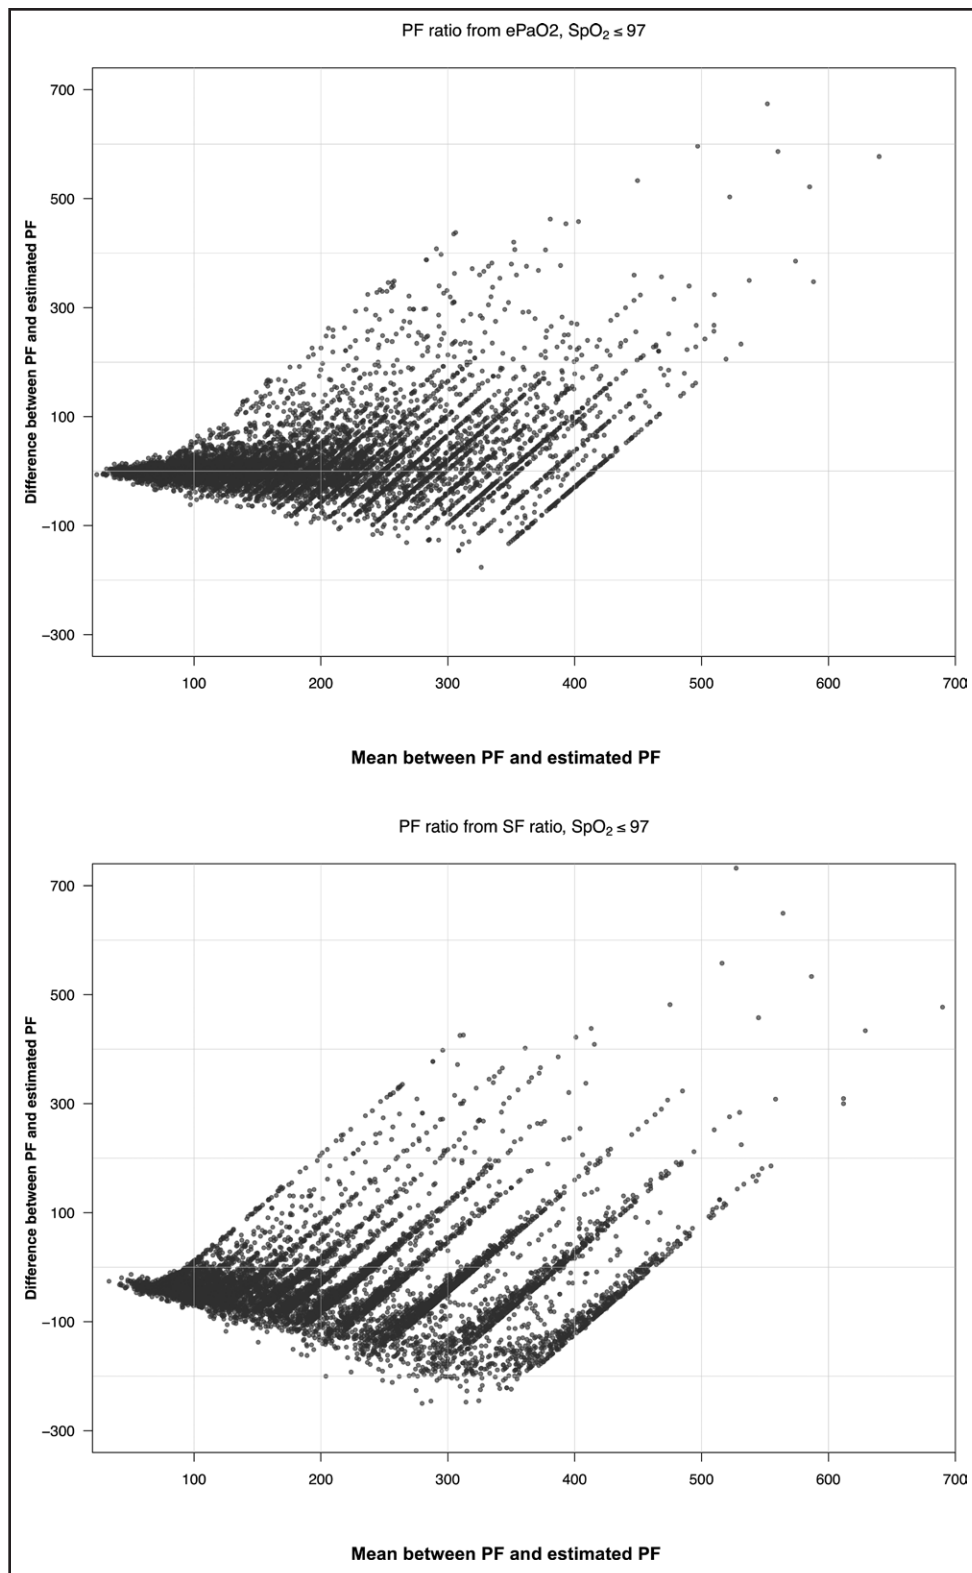 PF ratio from ePaO2, SpO₂ ≤ 97
700
500
300
100
−100
−300
Difference between PF and estimated PF
100 200 300 400 500 600 700
Mean between PF and estimated PF
PF ratio from SF ratio, SpO₂ ≤ 97
700
500
300
100
−100
−300
Difference between PF and estimated PF
100 200 300 400 500 600 700
Mean between PF and estimated PF